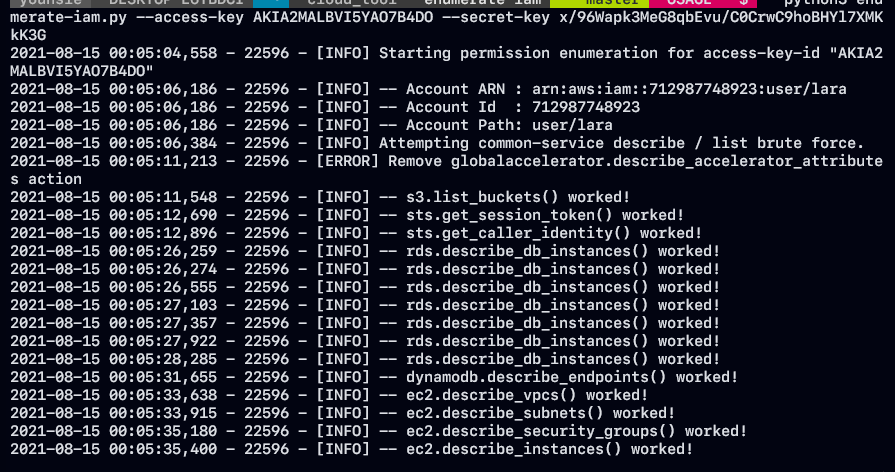 cloud_tool enumerate iam master $ python3 enu
merate-iam.py --access-key AKIA2MALBVI5YAO7B4DO --secret-key x/96Wapk3MeG8qbEvu/C0CrwC9hoBHYl7XMK
kK3G
2021-08-15 00:05:04,558 - 22596 - [INFO] Starting permission enumeration for access-key-id "AKIA2
MALBVI5YAO7B4DO"
2021-08-15 00:05:06,186 - 22596 - [INFO] -- Account ARN : arn:aws:iam::712987748923:user/lara
2021-08-15 00:05:06,186 - 22596 - [INFO] -- Account Id  : 712987748923
2021-08-15 00:05:06,186 - 22596 - [INFO] -- Account Path: user/lara
2021-08-15 00:05:06,384 - 22596 - [INFO] Attempting common-service describe / list brute force.
2021-08-15 00:05:11,213 - 22596 - [ERROR] Remove globalaccelerator.describe_accelerator_attribute
s action
2021-08-15 00:05:11,548 - 22596 - [INFO] -- s3.list_buckets() worked!
2021-08-15 00:05:12,690 - 22596 - [INFO] -- sts.get_session_token() worked!
2021-08-15 00:05:12,896 - 22596 - [INFO] -- sts.get_caller_identity() worked!
2021-08-15 00:05:26,259 - 22596 - [INFO] -- rds.describe_db_instances() worked!
2021-08-15 00:05:26,274 - 22596 - [INFO] -- rds.describe_db_instances() worked!
2021-08-15 00:05:26,555 - 22596 - [INFO] -- rds.describe_db_instances() worked!
2021-08-15 00:05:27,103 - 22596 - [INFO] -- rds.describe_db_instances() worked!
2021-08-15 00:05:27,357 - 22596 - [INFO] -- rds.describe_db_instances() worked!
2021-08-15 00:05:27,922 - 22596 - [INFO] -- rds.describe_db_instances() worked!
2021-08-15 00:05:28,285 - 22596 - [INFO] -- rds.describe_db_instances() worked!
2021-08-15 00:05:31,655 - 22596 - [INFO] -- dynamodb.describe_endpoints() worked!
2021-08-15 00:05:33,638 - 22596 - [INFO] -- ec2.describe_vpcs() worked!
2021-08-15 00:05:33,915 - 22596 - [INFO] -- ec2.describe_subnets() worked!
2021-08-15 00:05:35,180 - 22596 - [INFO] -- ec2.describe_security_groups() worked!
2021-08-15 00:05:35,400 - 22596 - [INFO] -- ec2.describe_instances() worked!